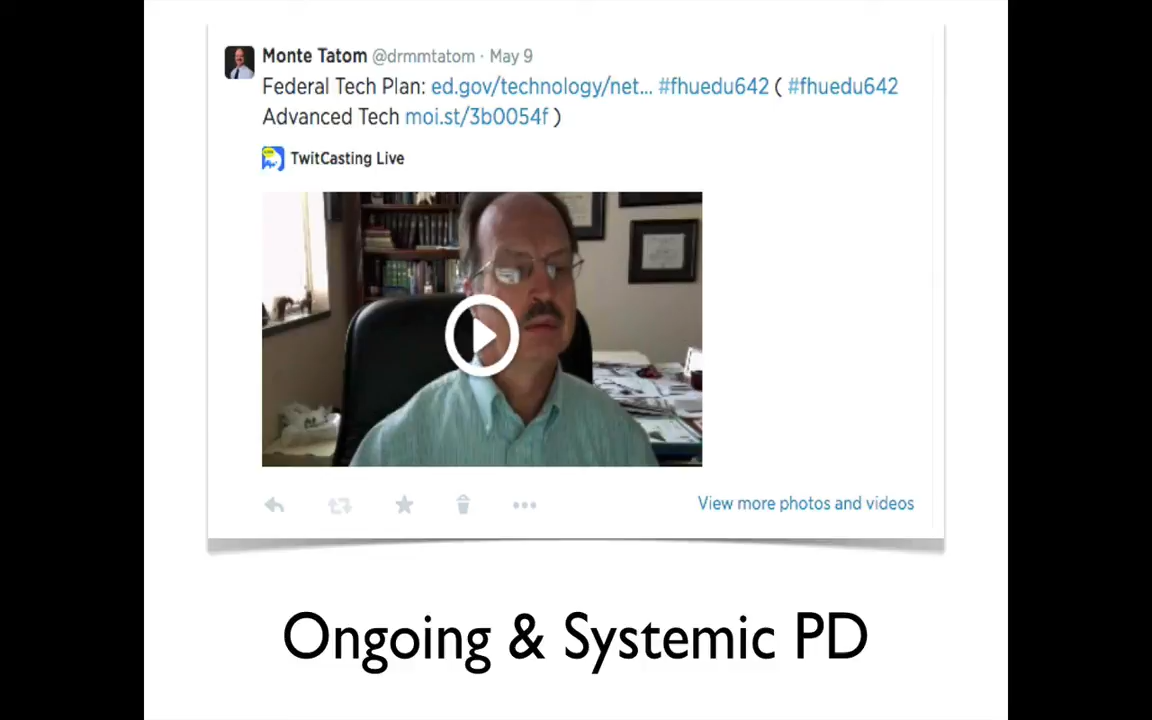 Monte Tatom @drmmtatom · May 9
Federal Tech Plan: ed.gov/technology/net... #fhuedu642 ( #fhuedu642
Advanced Tech moi.st/3b0054f )
TwitCasting Live
View more photos and videos
Ongoing & Systemic PD